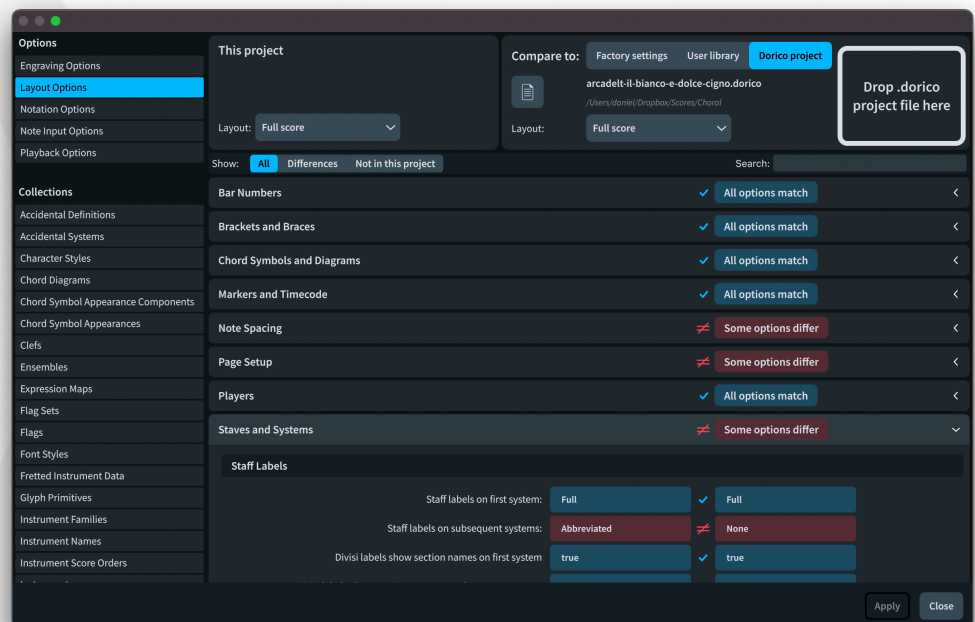 Options
Engraving Options
Layout Options
Notation Options
Note Input Options
Playback Options
Collections
Accidental Definitions
Accidental Systems
Character Styles
Chord Diagrams
Chord Symbol Appearance Components
Chord Symbol Appearances
Clefs
Ensembles
Expression Maps
Flag Sets
Flags
Font Styles
Fretted Instrument Data
Glyph Primitives
Instrument Families
Instrument Names
Instrument Score Orders
This project
Layout: Full score
Compare to: Factory settings User library Dorico project
arcadelt-il-bianco-e-dolce-cigno.dorico
/Users/daniel/Dropbox/Scores/Choral
Layout: Full score
Drop .dorico
project file here
Show: All Differences Not in this project Search:
Bar Numbers All options match
Brackets and Braces All options match
Chord Symbols and Diagrams All options match
Markers and Timecode All options match
Note Spacing Some options differ
Page Setup Some options differ
Players All options match
Staves and Systems Some options differ
Staff Labels
Staff labels on first system: Full Full
Staff labels on subsequent systems: Abbreviated None
Divisi labels show section names on first system true true
Apply Close